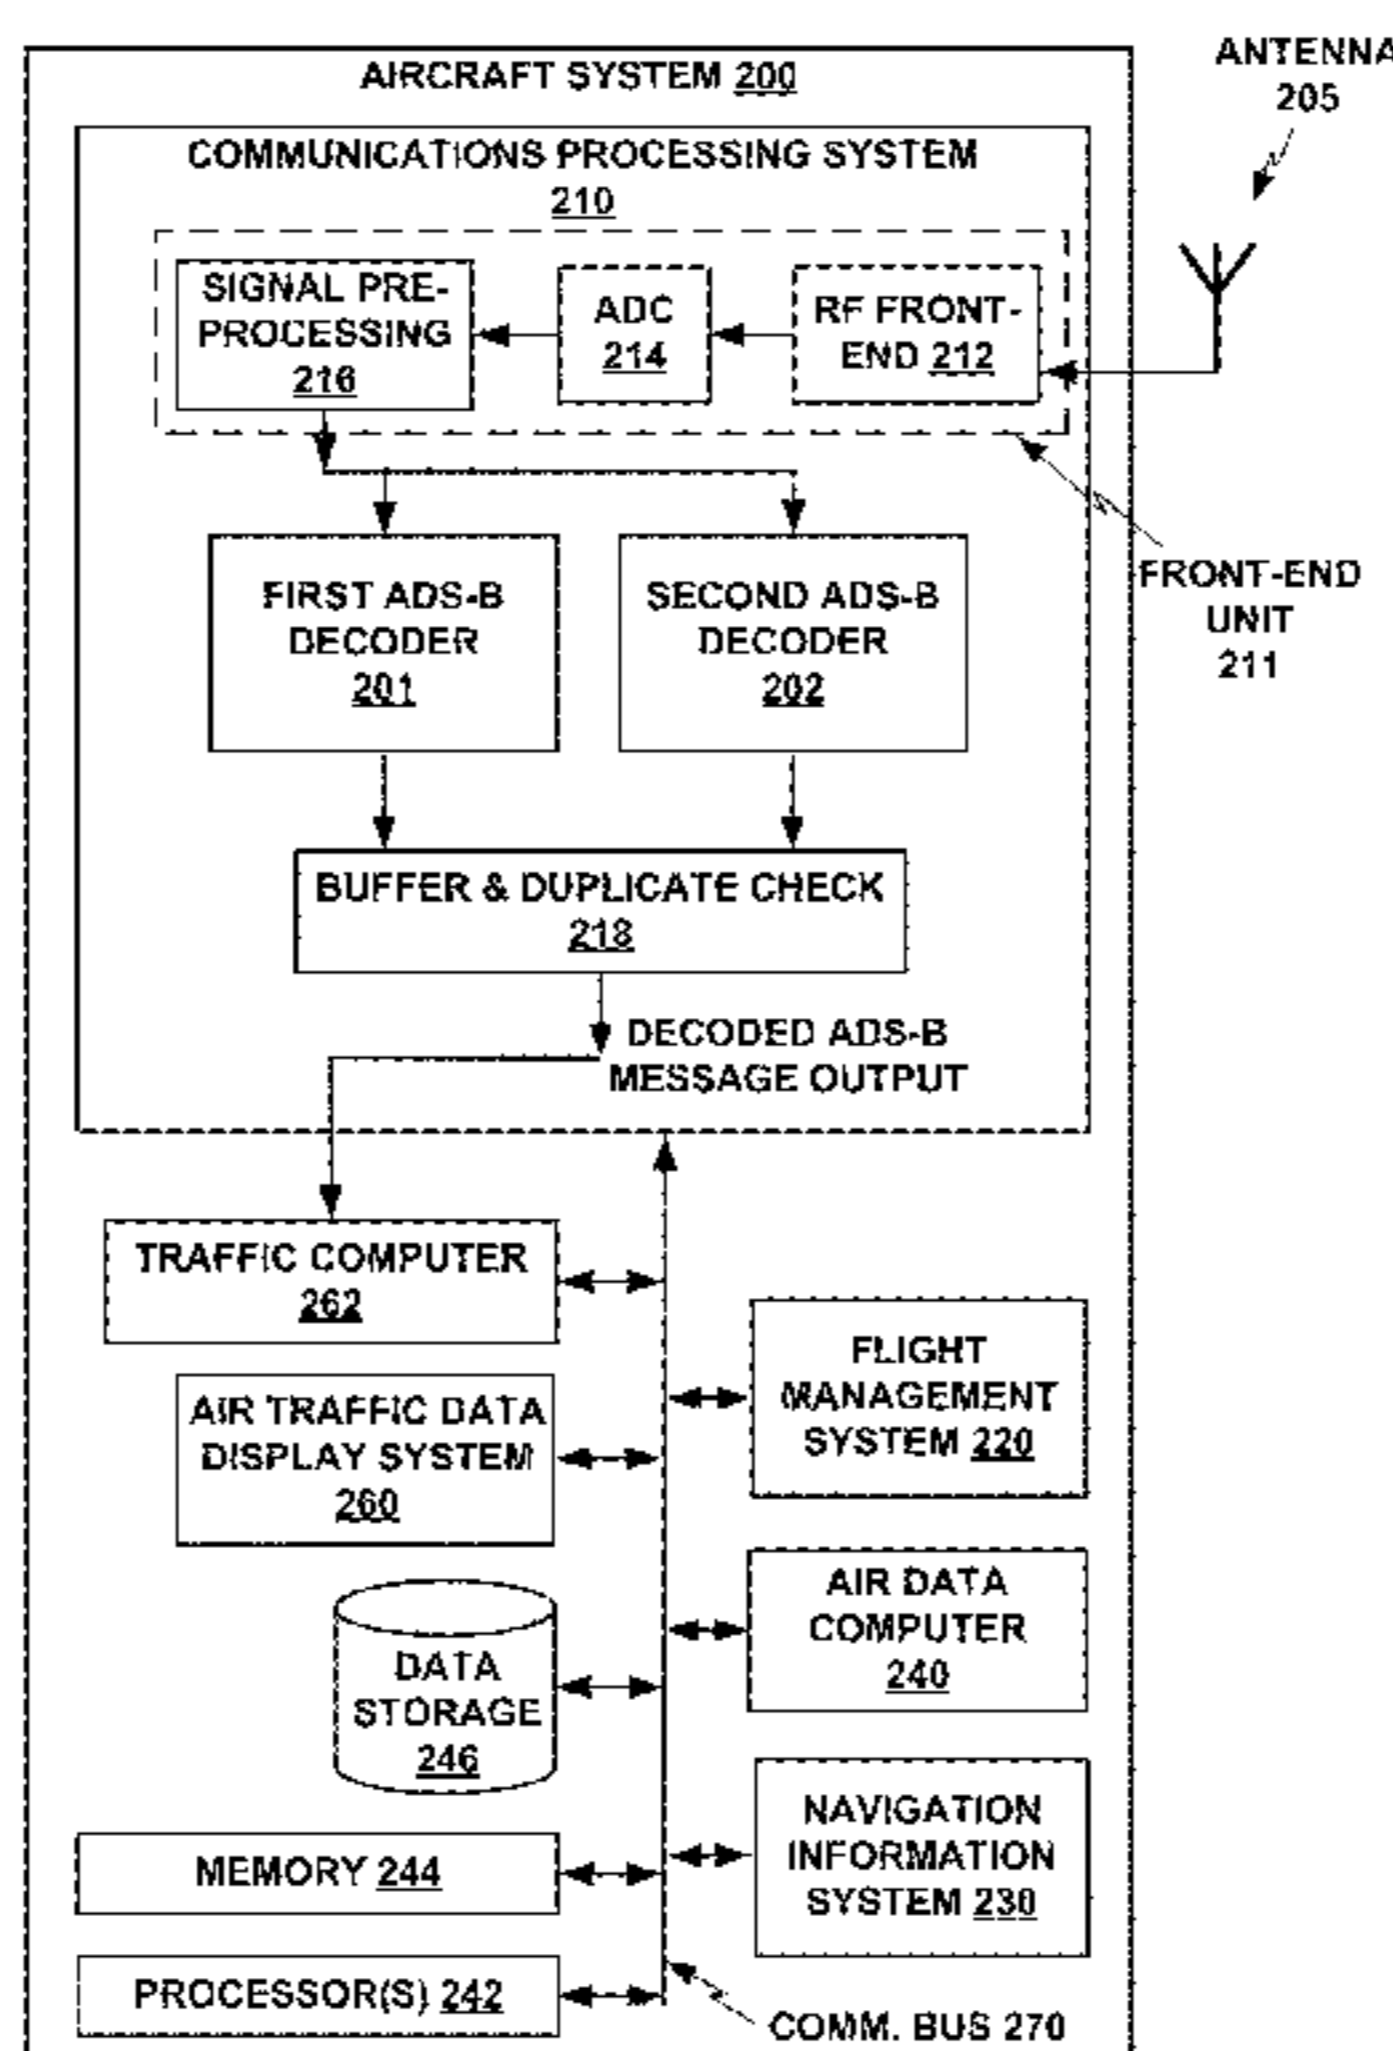 AIRCRAFT SYSTEM 200
ANTENNA
205
COMMUNICATIONS PROCESSING SYSTEM
210
SIGNAL PRE-
PROCESSING
216
ADC
214
RF FRONT-
END 212
FRONT-END
UNIT
211
FIRST ADS-B
DECODER
201
SECOND ADS-B
DECODER
202
BUFFER & DUPLICATE CHECK
218
DECODED ADS-B
MESSAGE OUTPUT
TRAFFIC COMPUTER
262
FLIGHT
MANAGEMENT
SYSTEM 220
AIR TRAFFIC DATA
DISPLAY SYSTEM
260
AIR DATA
COMPUTER
240
DATA
STORAGE
246
NAVIGATION
INFORMATION
SYSTEM 230
MEMORY 244
PROCESSOR(S) 242
COMM. BUS 270